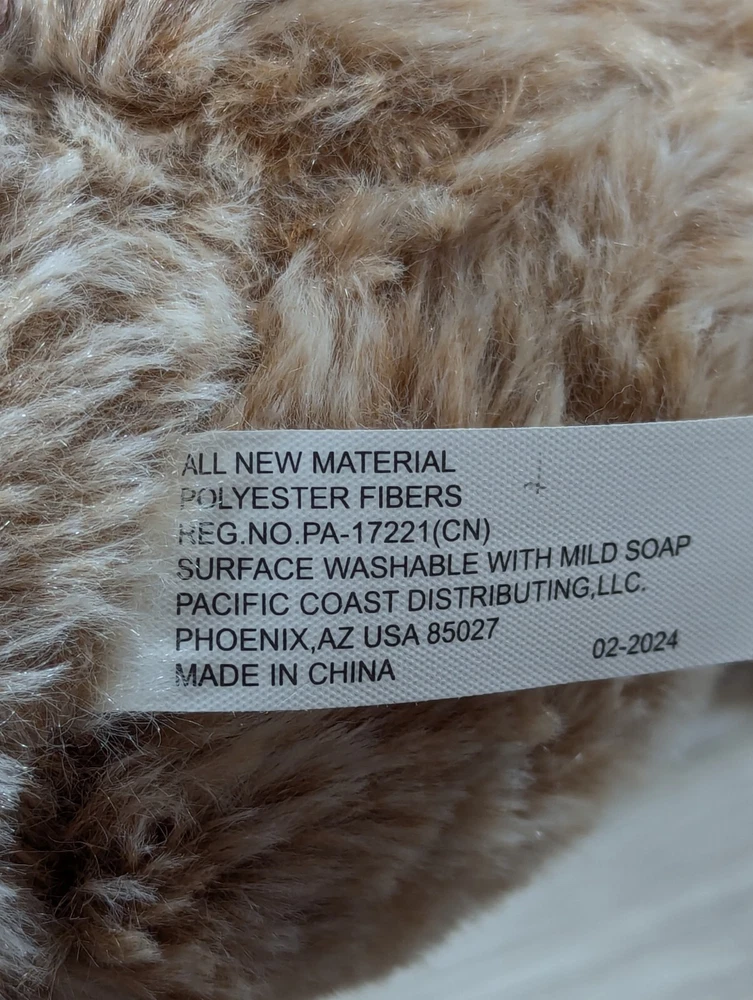 ALL NEW MATERIAL
POLYESTER FIBERS
REG.NO.PA-17221(CN)
SURFACE WASHABLE WITH MILD SOAP
PACIFIC COAST DISTRIBUTING,LLC.
PHOENIX,AZ USA 85027
02-2024
MADE IN CHINA